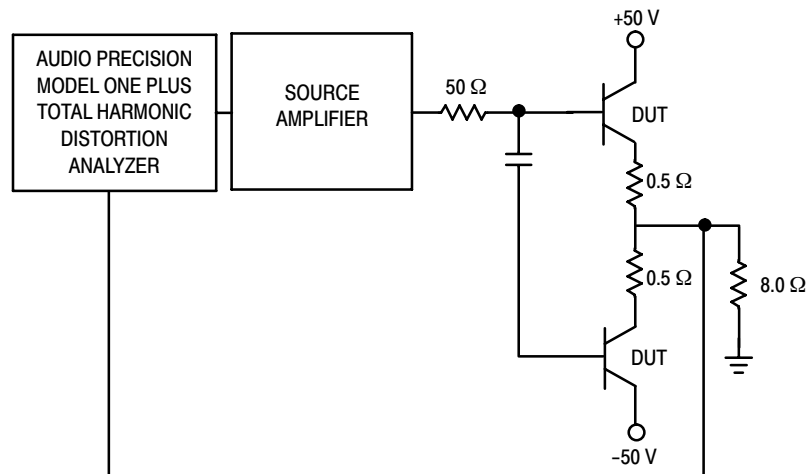 +50 V
AUDIO PRECISION
MODEL ONE PLUS
TOTAL HARMONIC
DISTORTION
ANALYZER
SOURCE
AMPLIFIER
50 Ω
DUT
0.5 Ω
0.5 Ω
8.0 Ω
DUT
–50 V